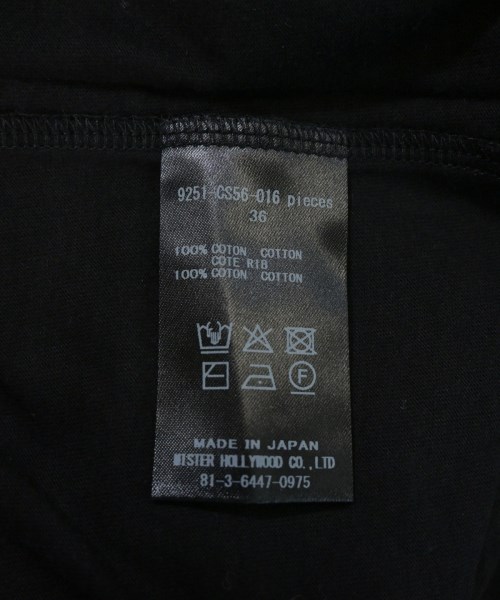 9251-CS56-016 pieces
36
100% COTON COTTON
COTE RIB
100% COTON COTTON
F
MADE IN JAPAN
MISTER HOLLYWOOD CO.,LTD
81-3-6447-0975